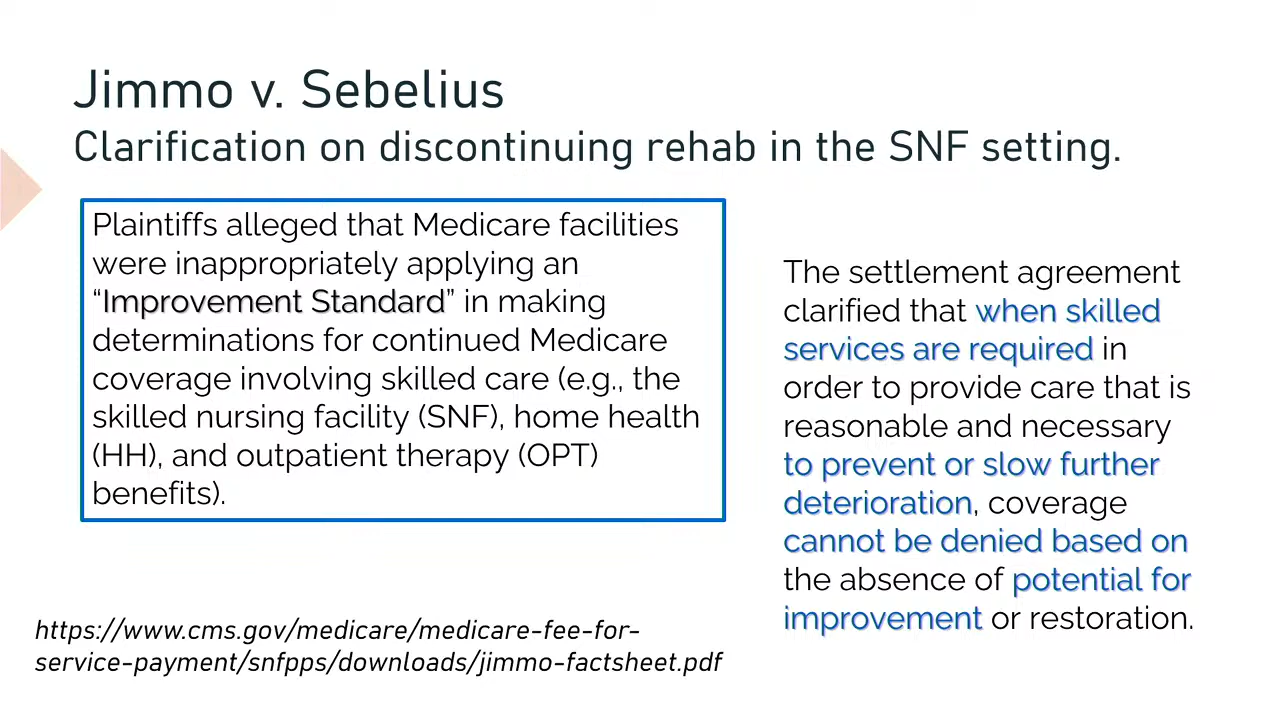 Jimmo v. Sebelius
Clarification on discontinuing rehab in the SNF setting.
Plaintiffs alleged that Medicare facilities
were inappropriately applying an
“Improvement Standard” in making
determinations for continued Medicare
coverage involving skilled care (e.g., the
skilled nursing facility (SNF), home health
(HH), and outpatient therapy (OPT)
benefits).
The settlement agreement
clarified that when skilled
services are required in
order to provide care that is
reasonable and necessary
to prevent or slow further
deterioration, coverage
cannot be denied based on
the absence of potential for
improvement or restoration.
https://www.cms.gov/medicare/medicare-fee-for-
service-payment/snfpps/downloads/jimmo-factsheet.pdf